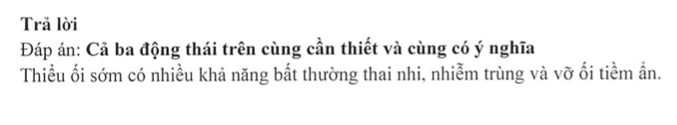 Trả lời
Đáp án: Cả ba động thái trên cùng cần thiết và cùng có ý nghĩa
Thiểu ối sớm có nhiều khả năng bất thường thai nhi, nhiễm trùng và vỡ ối tiềm ẩn.